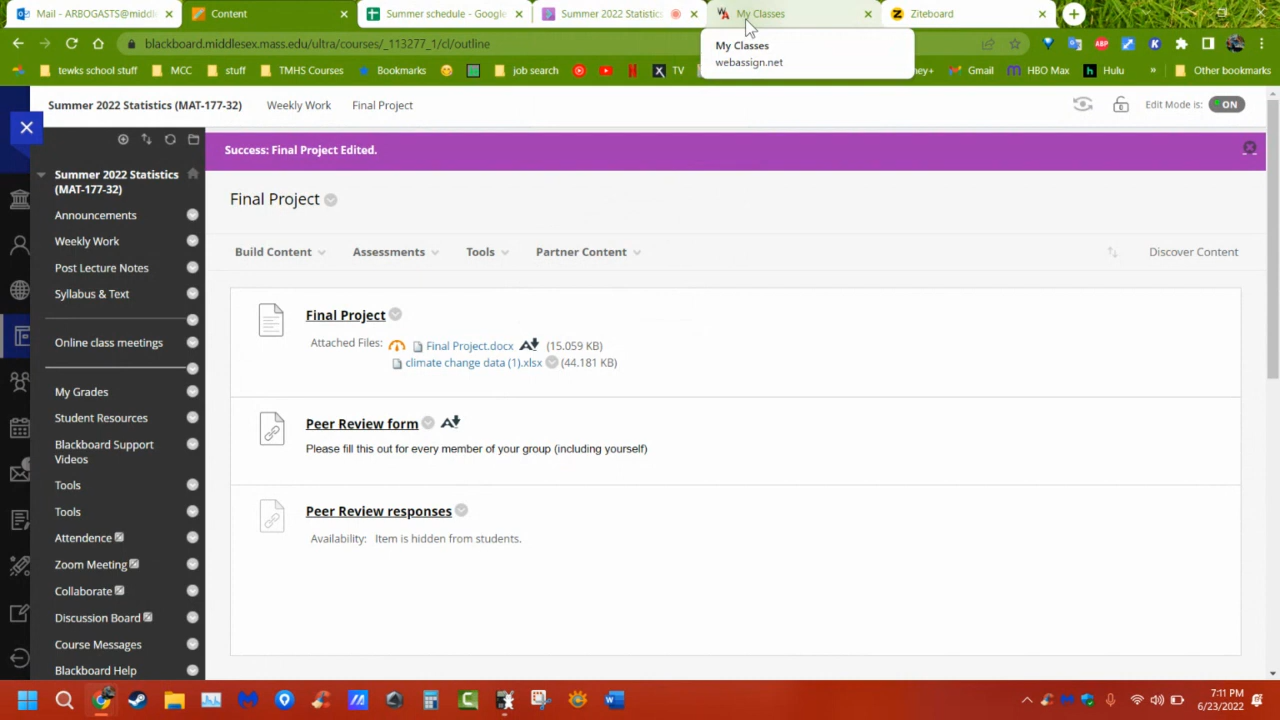 Mail - ARBOGASTS@middl
Content
Summer schedule - Google
Summer 2022 Statistics
My Classes
Ziteboard
blackboard.middlesex.mass.edu/ultra/courses/_113277_1/cl/outline
My Classes
webassign.net
tewks school stuff
MCC
stuff
TMHS Courses
Bookmarks
job search
TV
ney+
Gmail
HBO Max
Hulu
»
Other bookmarks
Summer 2022 Statistics (MAT-177-32)
Weekly Work
Final Project
Edit Mode is:
ON
Success: Final Project Edited.
Summer 2022 Statistics
(MAT-177-32)
Announcements
Weekly Work
Post Lecture Notes
Syllabus & Text
Online class meetings
My Grades
Student Resources
Blackboard Support
Videos
Tools
Tools
Attendence
Zoom Meeting
Collaborate
Discussion Board
Course Messages
Blackboard Help
Final Project
Build Content
Assessments
Tools
Partner Content
Discover Content
Final Project
Attached Files:
Final Project.docx
(15.059 KB)
climate change data (1).xlsx
(44.181 KB)
Peer Review form
Please fill this out for every member of your group (including yourself)
Peer Review responses
Availability: Item is hidden from students.
7:11 PM
6/23/2022